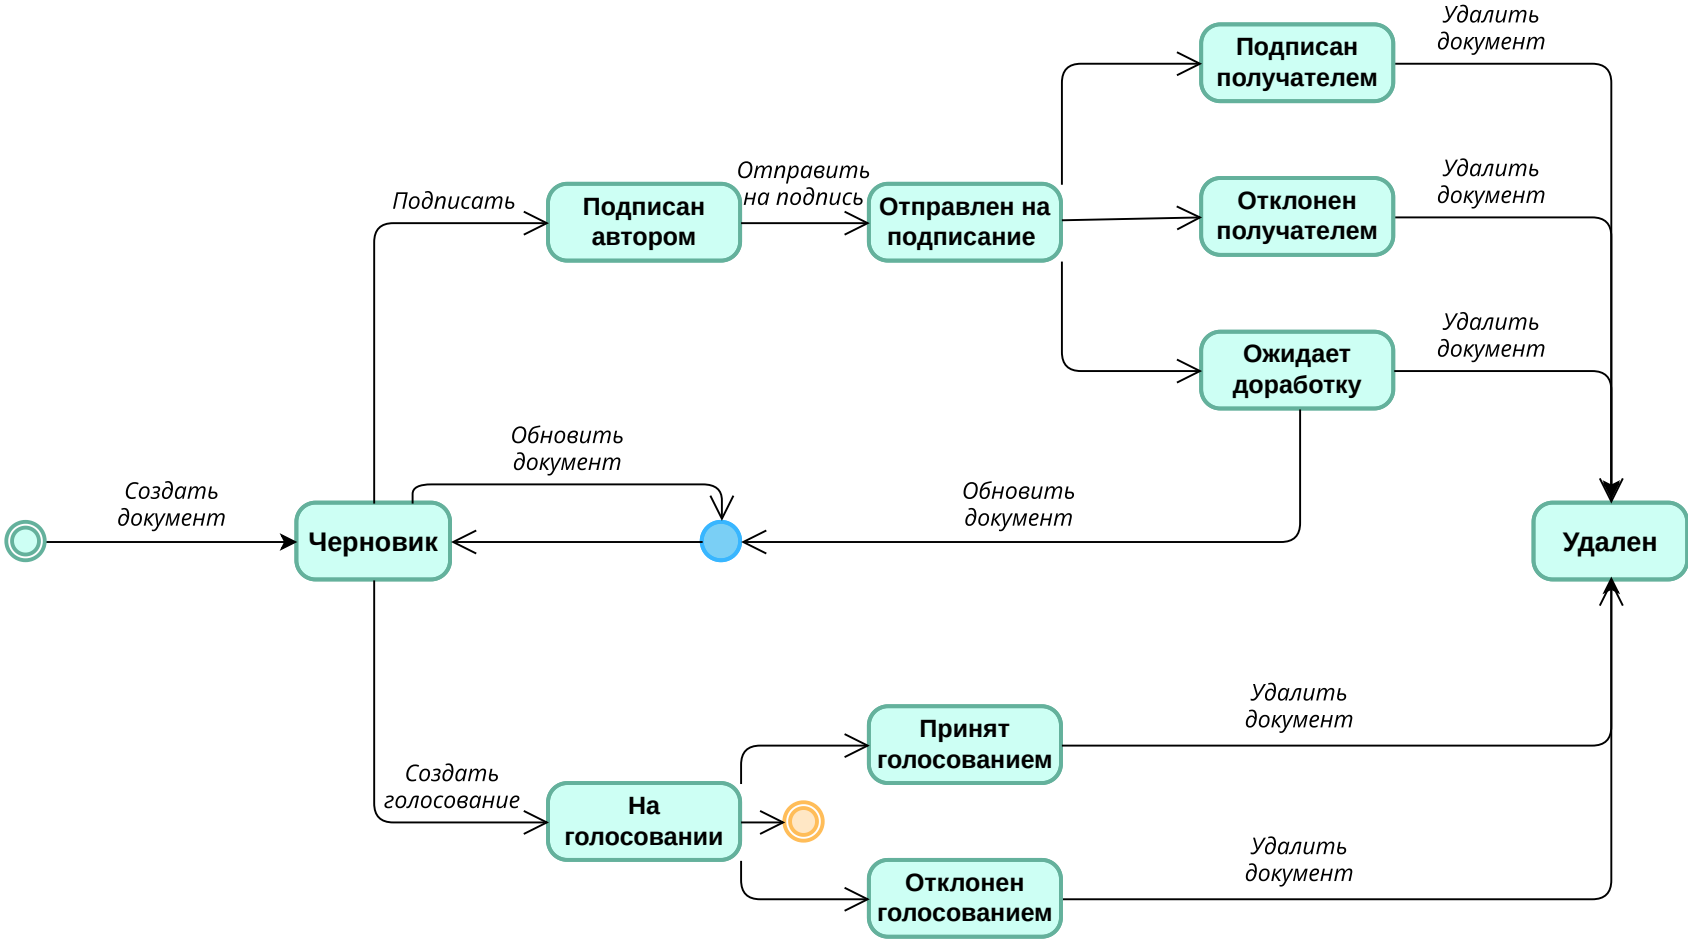 Удалить
документ
Подписан
получателем
Отправить
на подпись
Удалить
документ
Подписать
Подписан
автором
Отправлен на
подписание
Отклонен
получателем
Удалить
документ
Ожидает
доработку
Обновить
документ
Создать
документ
Обновить
документ
Черновик
Удален
Удалить
документ
Принят
голосованием
Создать
голосование
На
голосовании
Удалить
документ
Отклонен
голосованием